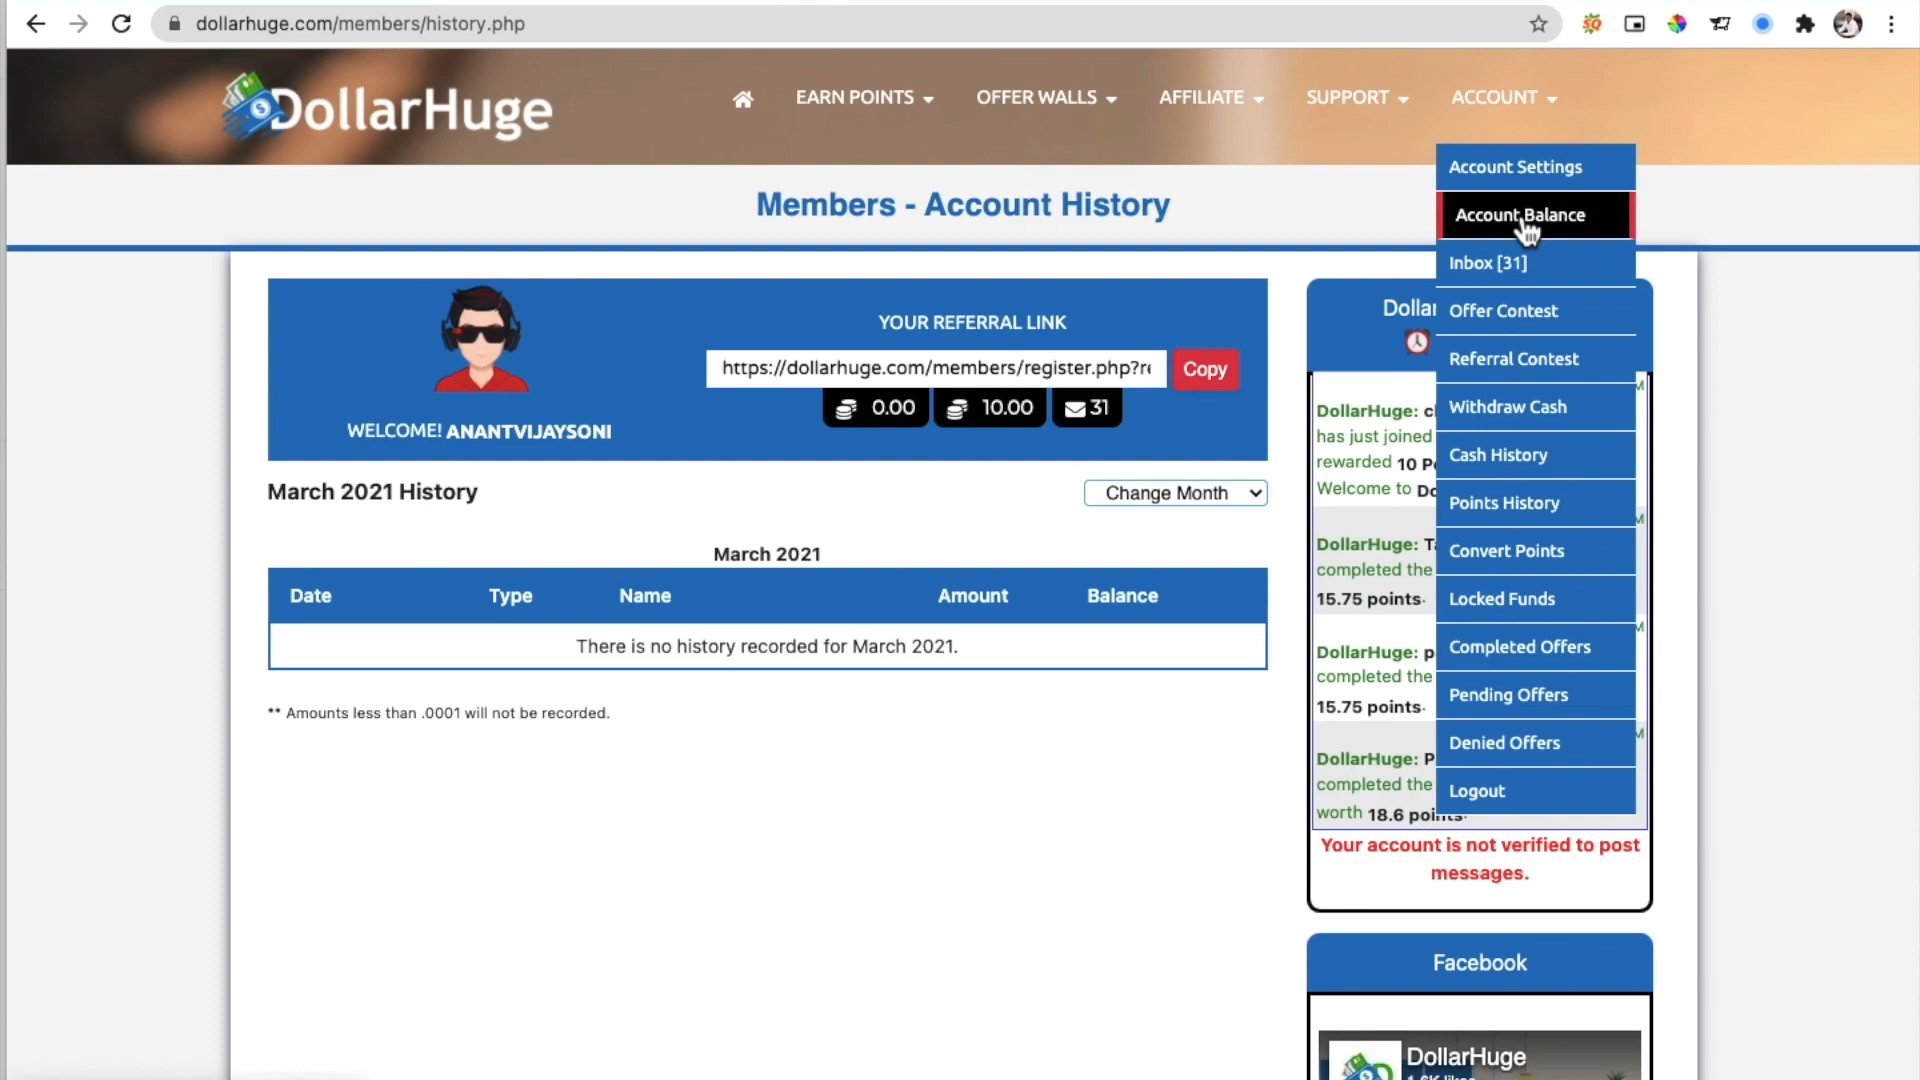 dollarhuge.com/members/history.php
DollarHuge
EARN POINTS
OFFER WALLS
AFFILIATE
SUPPORT
ACCOUNT
Members - Account History
Account Settings
Account Balance
Inbox [31]
Offer Contest
Referral Contest
Withdraw Cash
Cash History
Points History
Convert Points
Locked Funds
Completed Offers
Pending Offers
Denied Offers
Logout
YOUR REFERRAL LINK
https://dollarhuge.com/members/register.php?r
Copy
0.00 10.00 31
WELCOME! ANANTVIJAYSONI
March 2021 History
Change Month
March 2021
Date Type Name Amount Balance
There is no history recorded for March 2021.
** Amounts less than .0001 will not be recorded.
Dollar
DollarHuge:
has just joined
rewarded 10
Welcome to
DollarHuge:
completed the
15.75 points.
DollarHuge:
completed the
15.75 points.
DollarHuge:
completed the
worth 18.6 points.
Your account is not verified to post
messages.
Facebook
DollarHuge